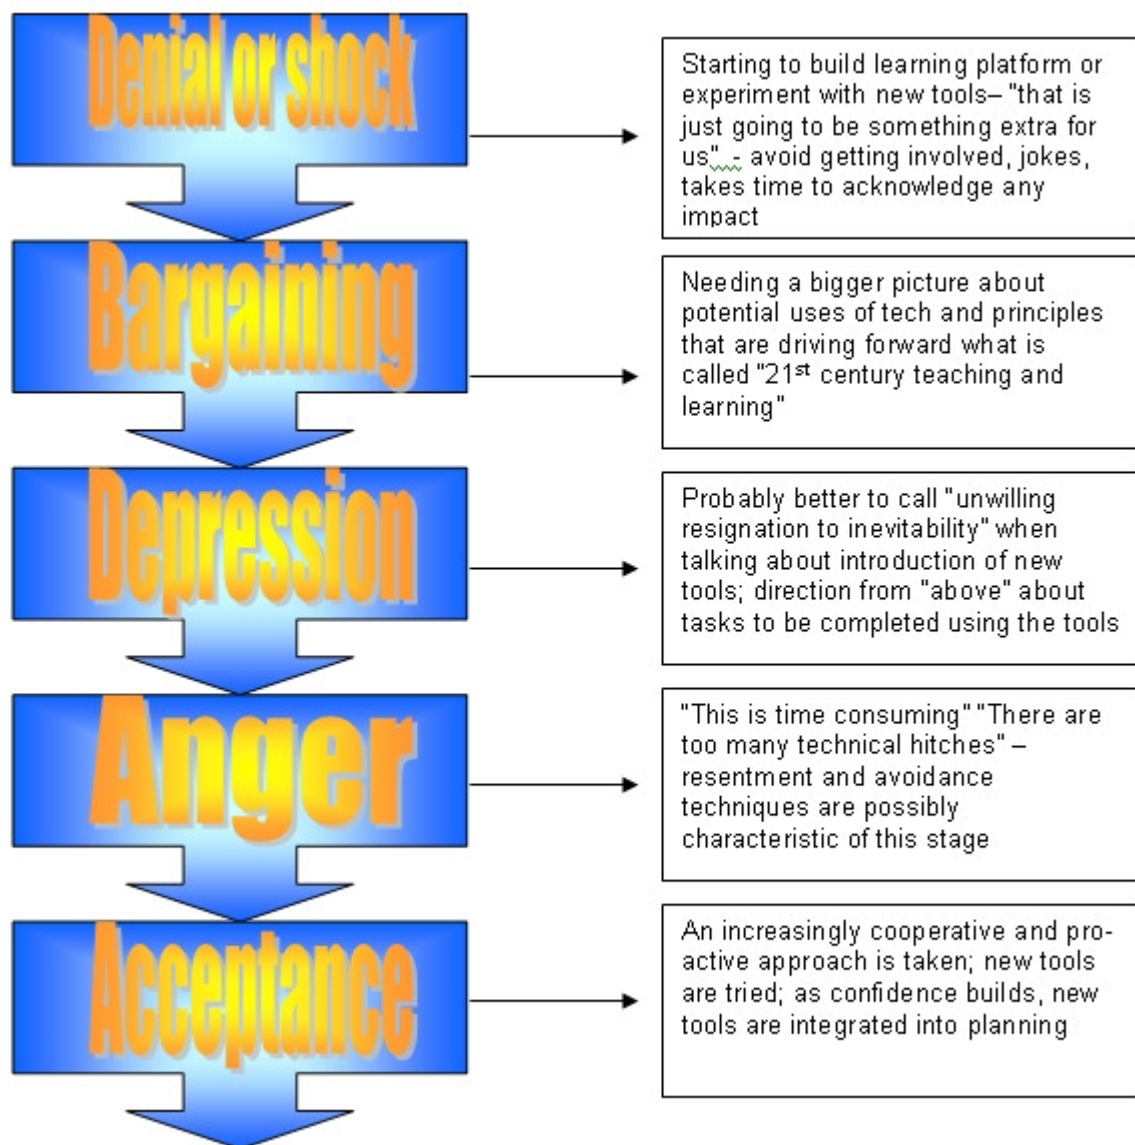 Denial or shock
Starting to build learning platform or
experiment with new tools– "that is
just going to be something extra for
us" - avoid getting involved, jokes,
takes time to acknowledge any
impact
Bargaining
Needing a bigger picture about
potential uses of tech and principles
that are driving forward what is
called "21st century teaching and
learning"
Depression
Probably better to call "unwilling
resignation to inevitability" when
talking about introduction of new
tools; direction from "above" about
tasks to be completed using the tools
Anger
"This is time consuming" "There are
too many technical hitches" –
resentment and avoidance
techniques are possibly
characteristic of this stage
Acceptance
An increasingly cooperative and pro-
active approach is taken; new tools
are tried; as confidence builds, new
tools are integrated into planning